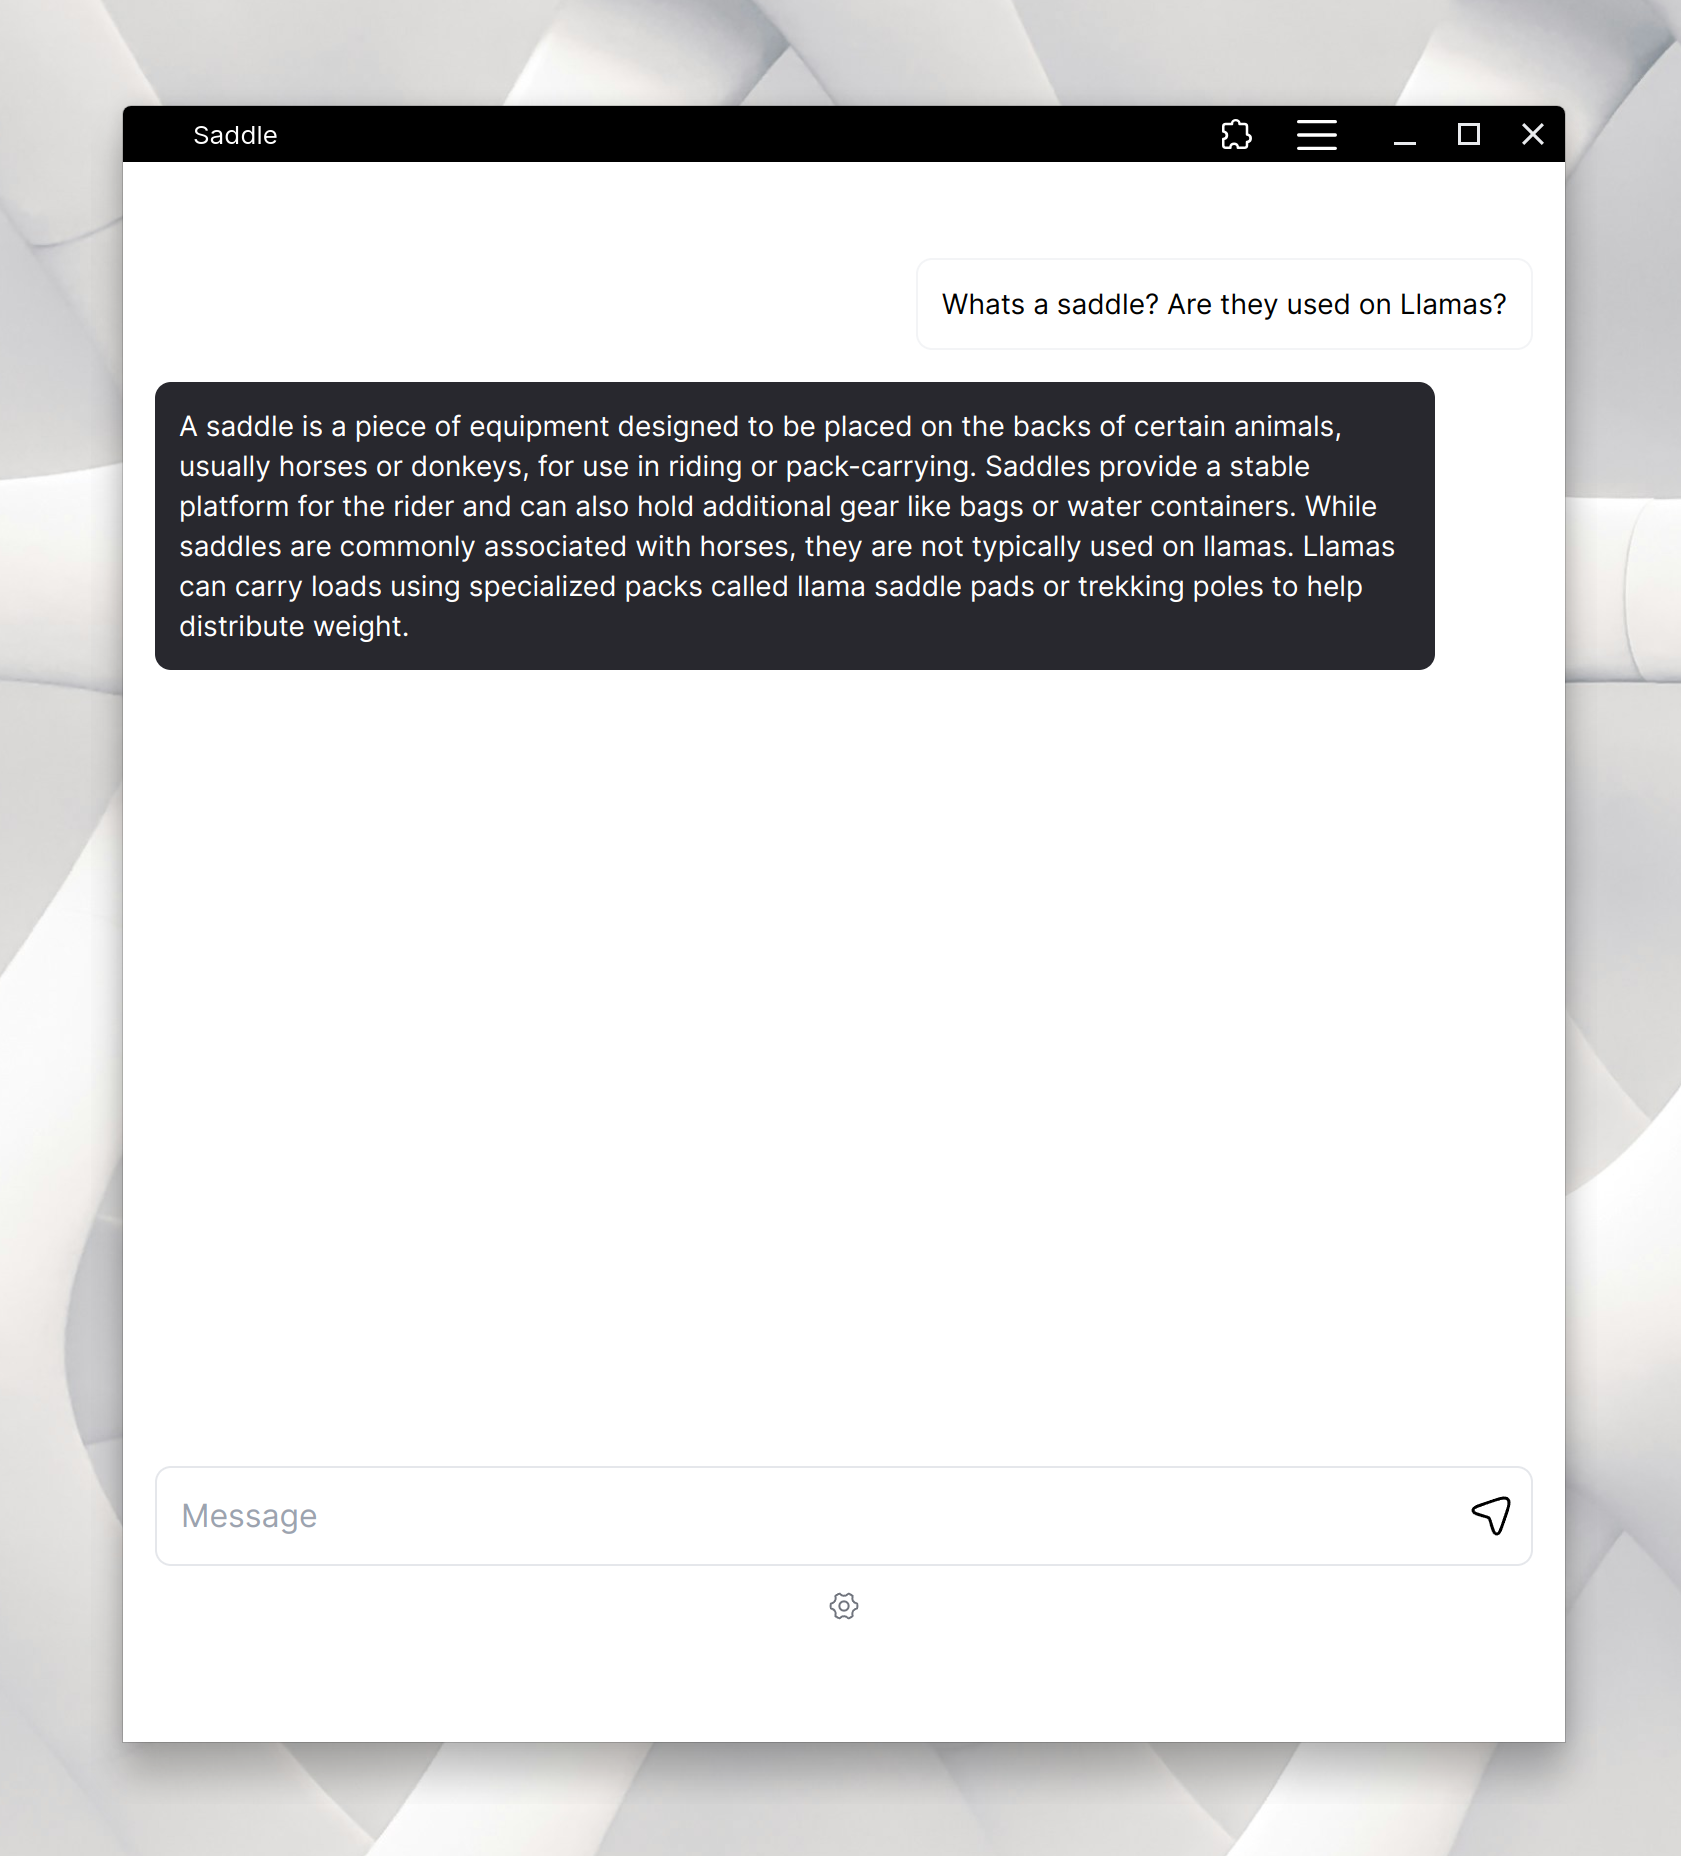 Saddle
Whats a saddle? Are they used on Llamas?
A saddle is a piece of equipment designed to be placed on the backs of certain animals,
usually horses or donkeys, for use in riding or pack-carrying. Saddles provide a stable
platform for the rider and can also hold additional gear like bags or water containers. While
saddles are commonly associated with horses, they are not typically used on llamas. Llamas
can carry loads using specialized packs called llama saddle pads or trekking poles to help
distribute weight.
Message